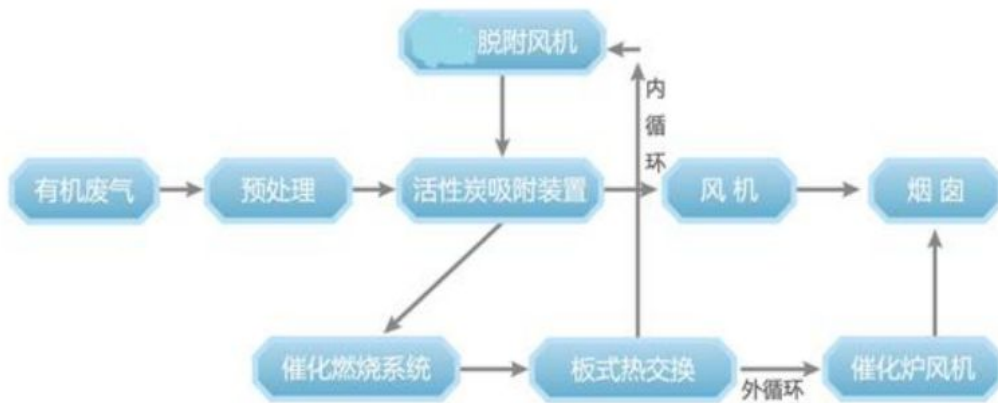 脱附风机
内循环
有机废气
预处理
活性炭吸附装置
风机
烟囱
催化燃烧系统
板式热交换
外循环
催化炉风机